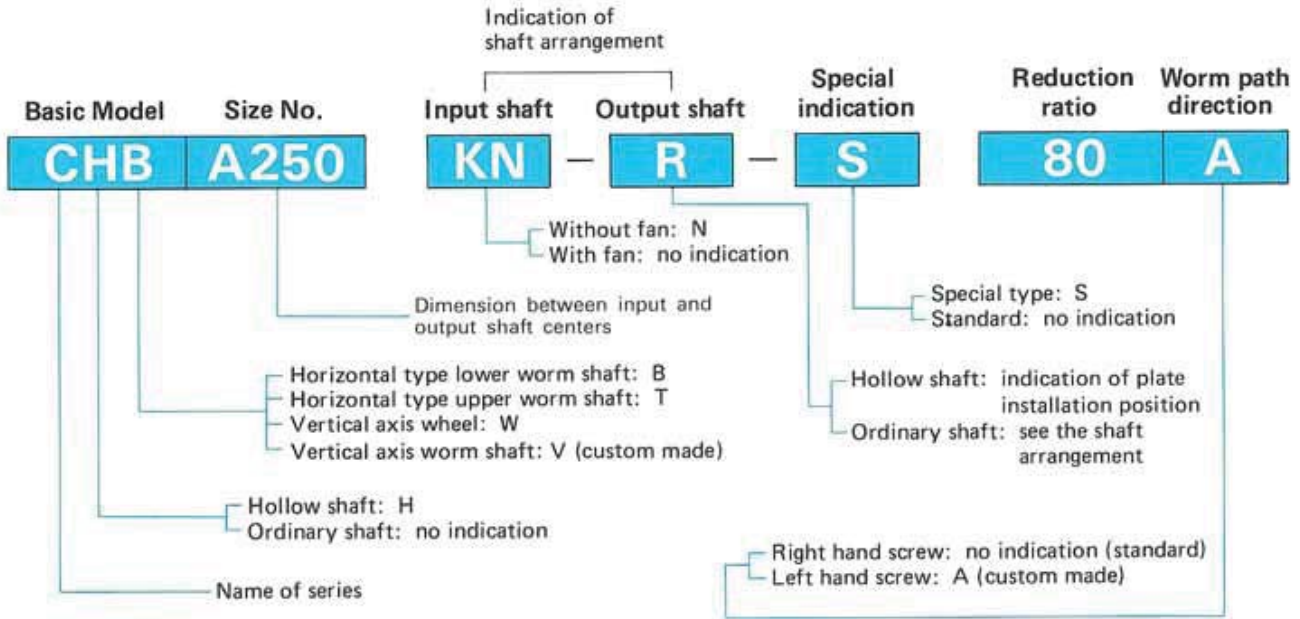 Indication of
shaft arrangement
Basic Model
Size No.
Input shaft
Output shaft
Special
indication
Reduction
ratio
Worm path
direction
CHB A250 KN – R – S 80 A
Without fan: N
With fan: no indication
Dimension between input and
output shaft centers
Special type: S
Standard: no indication
Horizontal type lower worm shaft: B
Horizontal type upper worm shaft: T
Vertical axis wheel: W
Vertical axis worm shaft: V (custom made)
Hollow shaft: indication of plate
installation position
Ordinary shaft: see the shaft
arrangement
Hollow shaft: H
Ordinary shaft: no indication
Right hand screw: no indication (standard)
Left hand screw: A (custom made)
Name of series